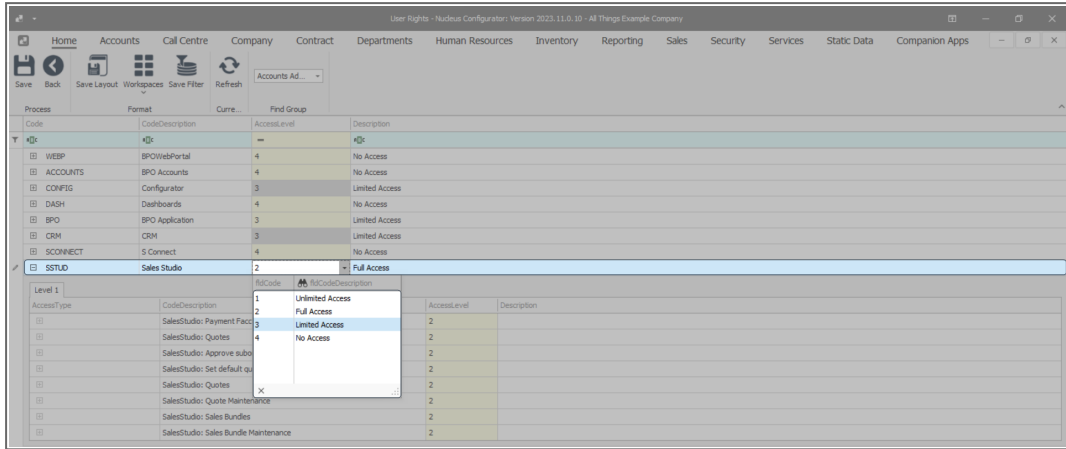 User Rights - Nucleus Configurator: Version 2023.11.0.10 - All Things Example Company
Home Accounts Call Centre Company Contract Departments Human Resources Inventory Reporting Sales Security Services Static Data Companion Apps
Save Back Save Layout Workspaces Save Filter Refresh Accounts Ad...
Process Format Curre... Find Group
Code CodeDescription AccessLevel Description
WEBP BPOWebPortal 4 No Access
ACCOUNTS BPO Accounts 4 No Access
CONFIG Configurator 3 Limited Access
DASH Dashboards 4 No Access
BPO BPO Application 3 Limited Access
CRM CRM 3 Limited Access
SCONNECT S Connect 4 No Access
SSTUD Sales Studio 2 Full Access
fldCode fldCodeDescription
1 Unlimited Access
2 Full Access
3 Limited Access
4 No Access
Level 1
AccessType CodeDescription AccessLevel Description
SalesStudio: Payment Facc 2
SalesStudio: Quotes 2
SalesStudio: Approve subo 2
SalesStudio: Set default qu 2
SalesStudio: Quotes 2
SalesStudio: Quote Maintenance 2
SalesStudio: Sales Bundles 2
SalesStudio: Sales Bundle Maintenance 2